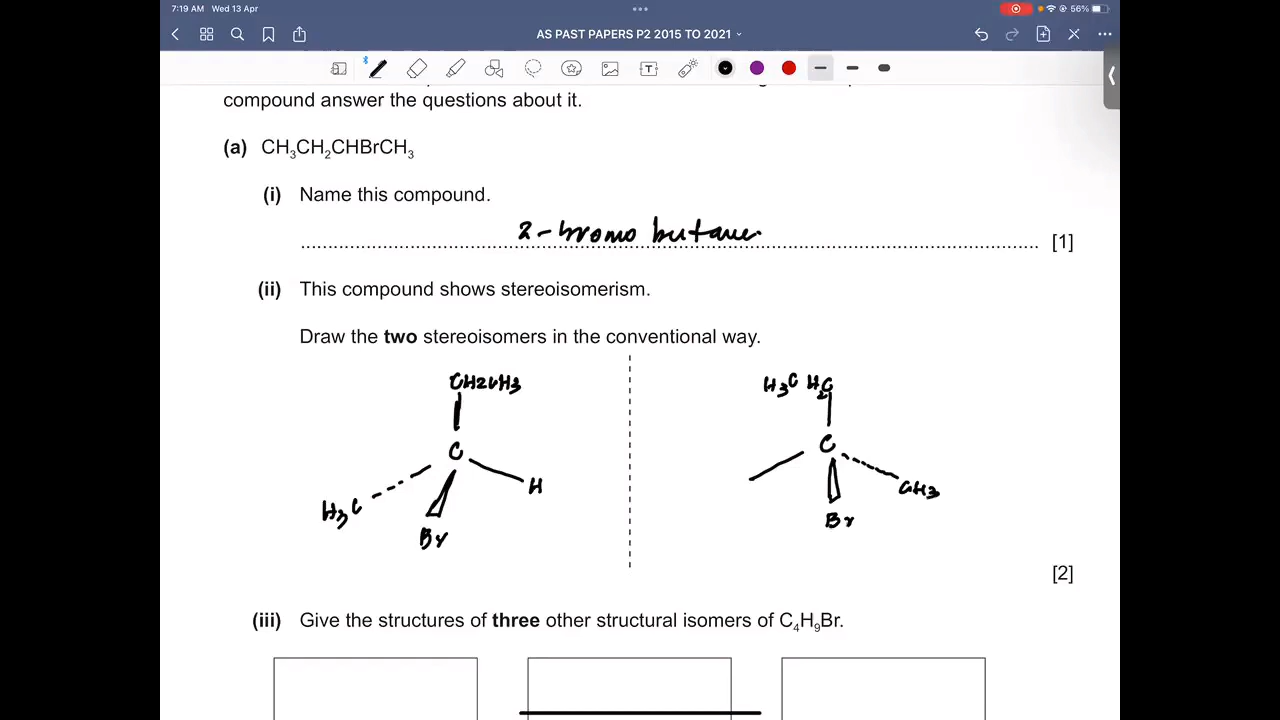 7:19 AM Wed 13 Apr
56%
AS PAST PAPERS P2 2015 TO 2021
compound answer the questions about it.
(a) CH₃CH₂CHBrCH₃
(i) Name this compound.
2-bromo butane [1]
(ii) This compound shows stereoisomerism.
Draw the two stereoisomers in the conventional way.
CH2CH3 H₃C H₂C
C C
H₃C H CH3
Br Br
[2]
(iii) Give the structures of three other structural isomers of C₄H₉Br.